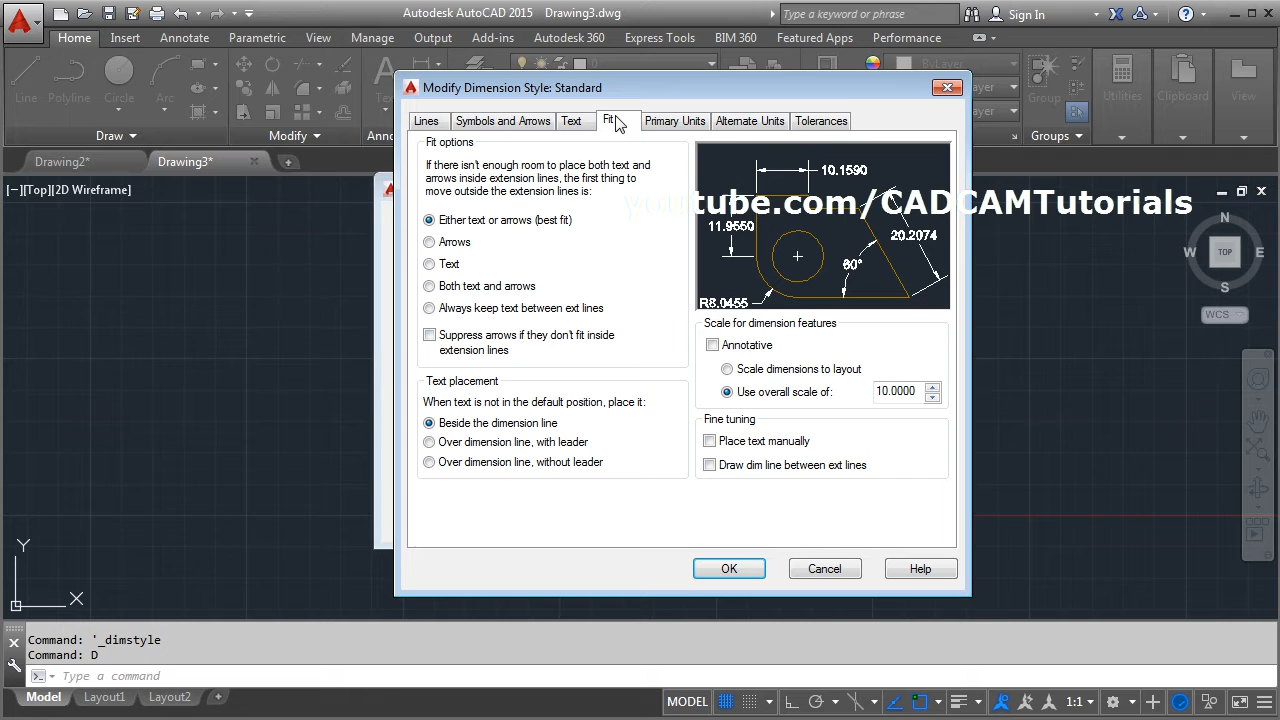 Autodesk AutoCAD 2015 Drawing3.dwg
Type a keyword or phrase
Sign In
Home Insert Annotate Parametric View Manage Output Add-ins Autodesk 360 Express Tools BIM 360 Featured Apps Performance
Line Polyline Circle Arc
0
ByLayer
Group Utilities Clipboard View
Draw Modify Groups
Drawing2* Drawing3*
[−][Top][2D Wireframe]
Modify Dimension Style: Standard
Lines Symbols and Arrows Text Fit Primary Units Alternate Units Tolerances
Fit options
If there isn't enough room to place both text and
arrows inside extension lines, the first thing to
move outside the extension lines is:
Either text or arrows (best fit)
Arrows
Text
Both text and arrows
Always keep text between ext lines
Suppress arrows if they don't fit inside
extension lines
Text placement
When text is not in the default position, place it:
Beside the dimension line
Over dimension line, with leader
Over dimension line, without leader
10.1590
youtube.com/CADCAMTutorials
11.9550
20.2074
60°
R8.0455
Scale for dimension features
Annotative
Scale dimensions to layout
Use overall scale of: 10.0000
Fine tuning
Place text manually
Draw dim line between ext lines
OK Cancel Help
N
W TOP E
S
WCS
Y
X
Command: '_dimstyle
Command: D
Type a command
Model Layout1 Layout2 +
MODEL 1:1